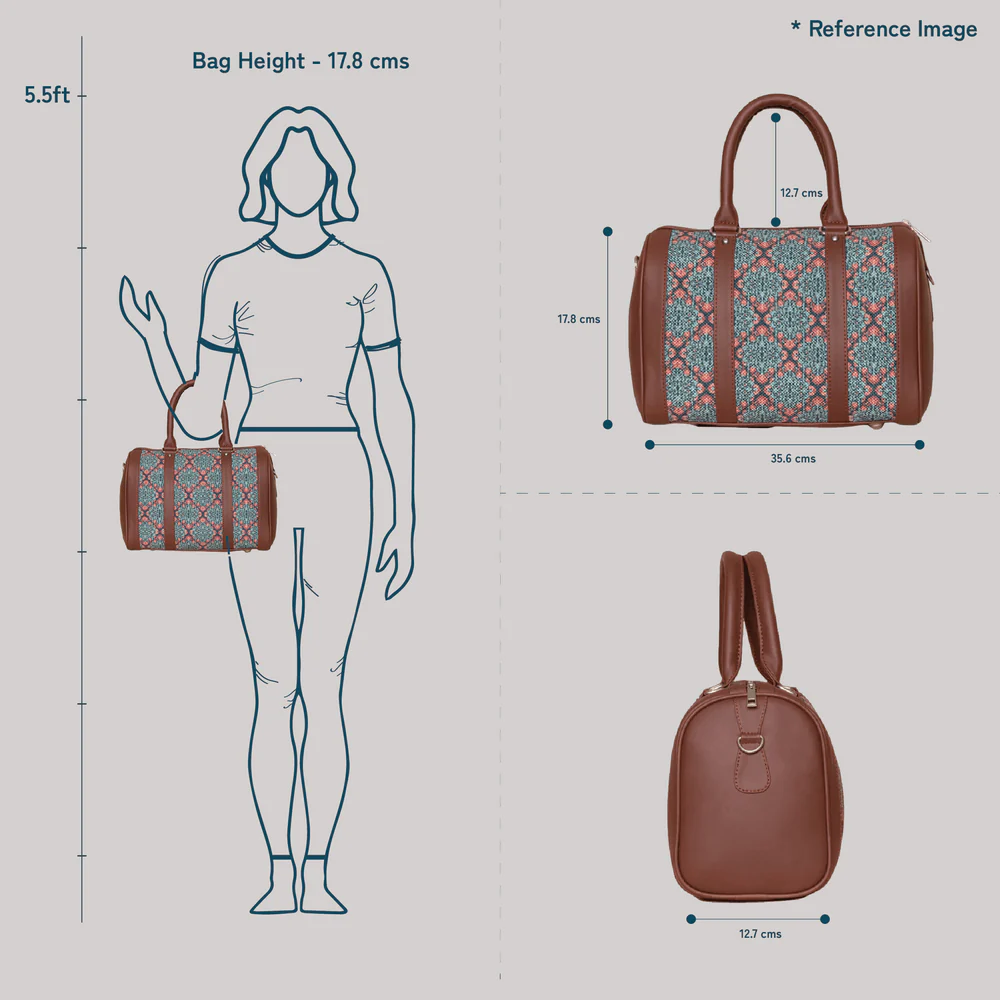 * Reference Image
Bag Height - 17.8 cms
5.5ft
12.7 cms
17.8 cms
35.6 cms
12.7 cms